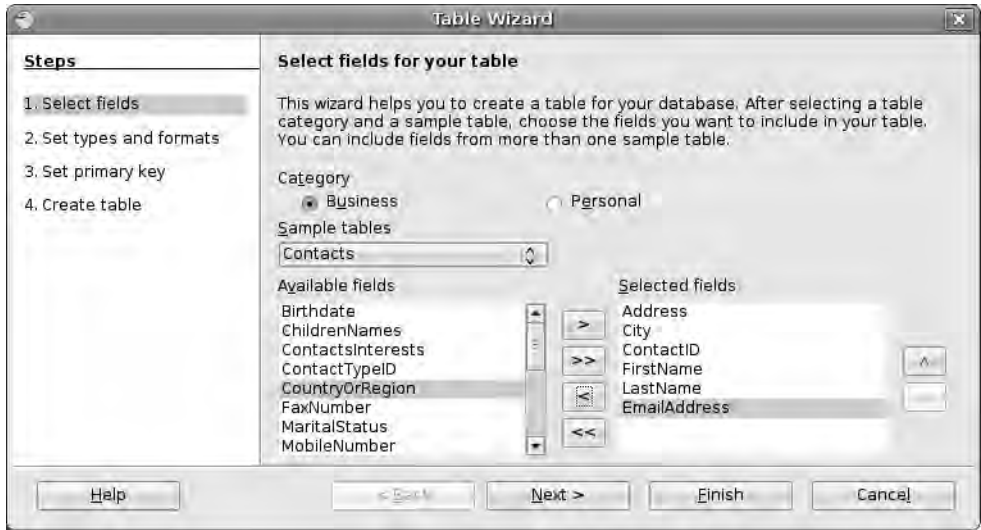 Table Wizard
Steps
1. Select fields
2. Set types and formats
3. Set primary key
4. Create table
Select fields for your table
This wizard helps you to create a table for your database. After selecting a table
category and a sample table, choose the fields you want to include in your table.
You can include fields from more than one sample table.
Category
Business
Personal
Sample tables
Contacts
Available fields
Birthdate
ChildrenNames
ContactsInterests
ContactTypeID
CountryOrRegion
FaxNumber
MaritalStatus
MobileNumber
>
>>
<
<<
Selected fields
Address
City
ContactID
FirstName
LastName
EmailAddress
^
Help
< Back
Next >
Finish
Cancel